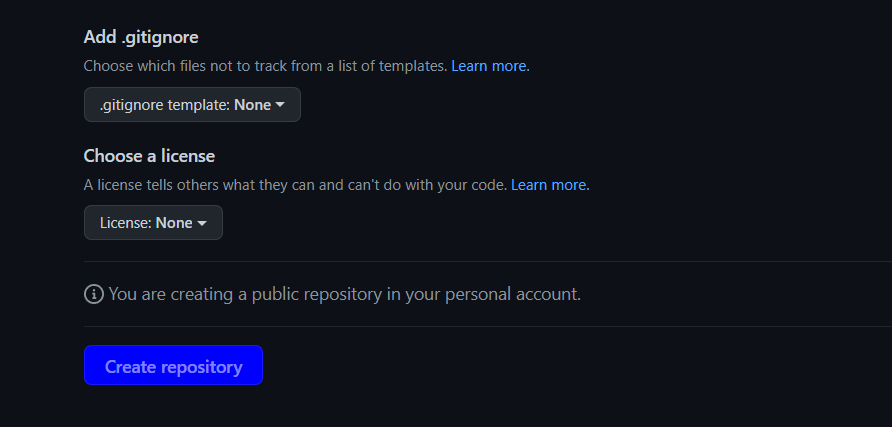 Add .gitignore
Choose which files not to track from a list of templates. Learn more.
.gitignore template: None
Choose a license
A license tells others what they can and can't do with your code. Learn more.
License: None
You are creating a public repository in your personal account.
Create repository